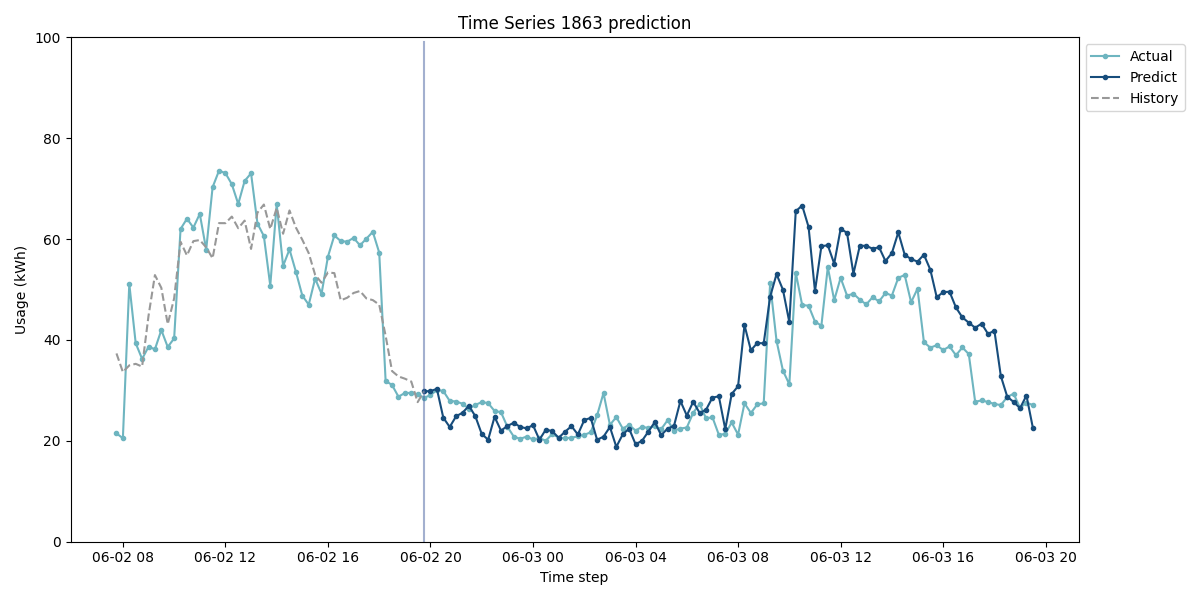 Time Series 1863 prediction
Usage (kWh)
100
80
60
40
20
0
06-02 08
06-02 12
06-02 16
06-02 20
06-03 00
06-03 04
06-03 08
06-03 12
06-03 16
06-03 20
Time step
Actual
Predict
History